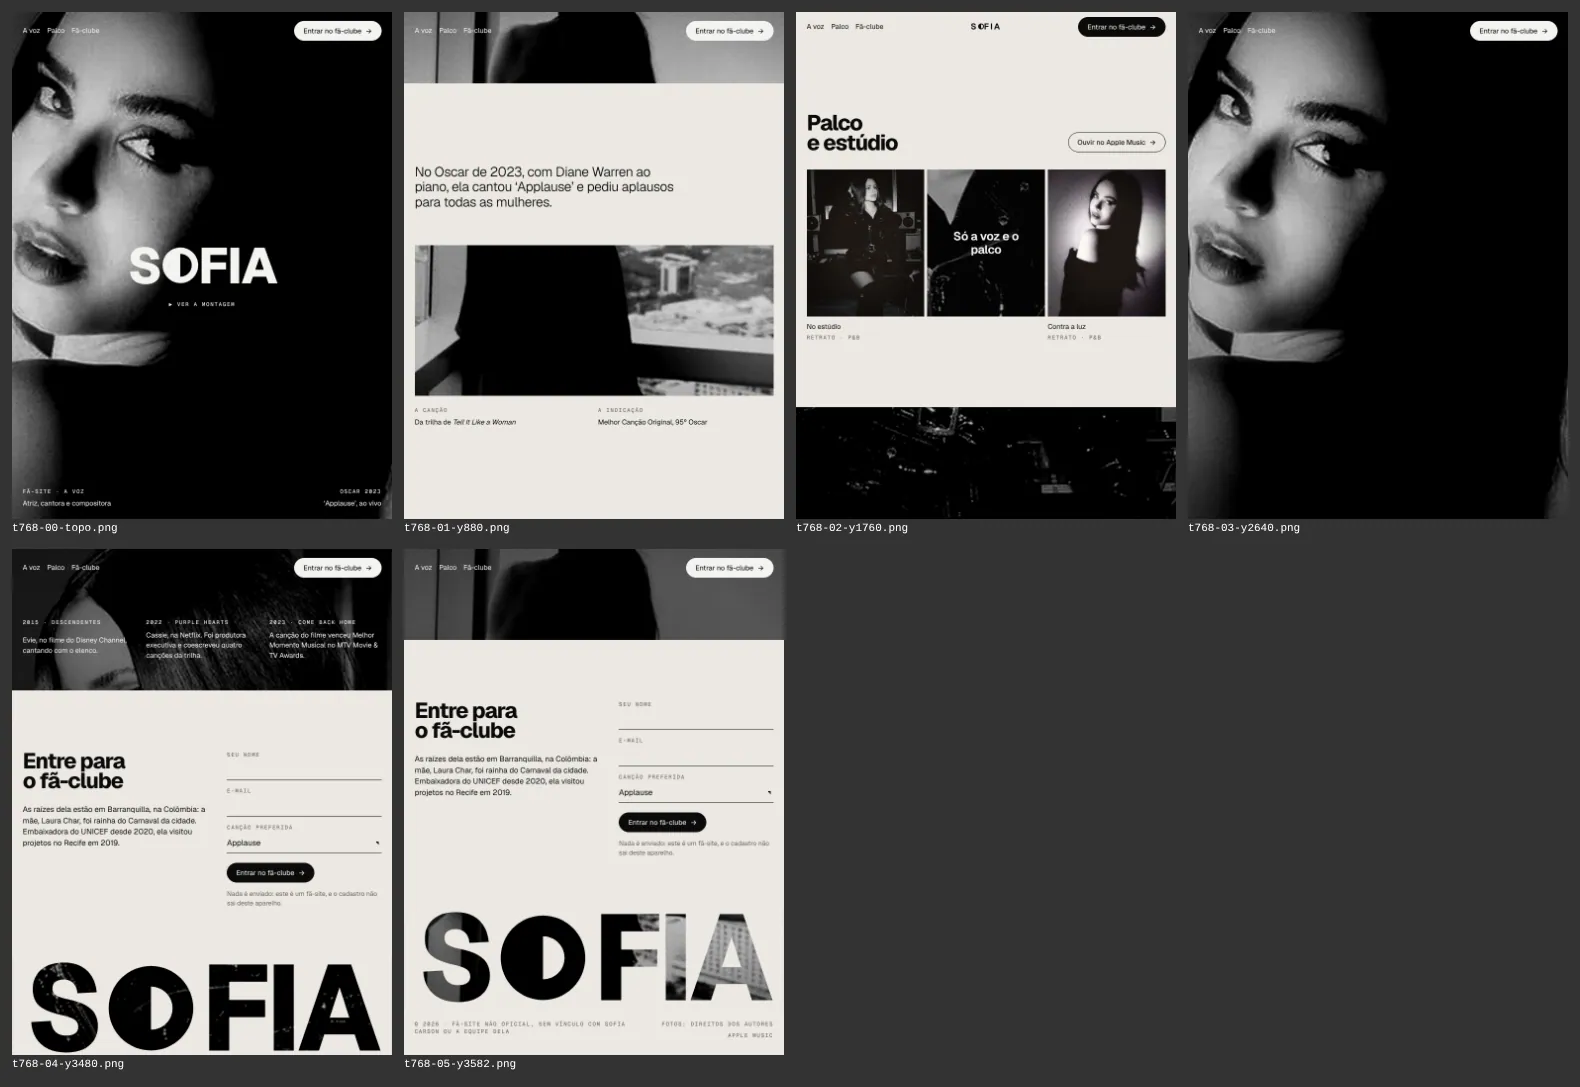 A voz Palco Fã-clube
Entrar no fã-clube →
SOFIA
▶ VER A MONTAGEM
FÃ-SITE · A VOZ
Atriz, cantora e compositora
OSCAR 2023
'Applause', ao vivo
t768-00-topo.png
A voz Palco Fã-clube
Entrar no fã-clube →
No Oscar de 2023, com Diane Warren ao
piano, ela cantou ‘Applause’ e pediu aplausos
para todas as mulheres.
A CANÇÃO
Da trilha de Tell It Like a Woman
A INDICAÇÃO
Melhor Canção Original, 95º Oscar
t768-01-y880.png
A voz Palco Fã-clube
SOFIA
Entrar no fã-clube →
Palco
e estúdio
Ouvir no Apple Music →
Só a voz e o
palco
No estúdio
RETRATO · P&B
Contra a luz
RETRATO · P&B
t768-02-y1760.png
A voz Palco Fã-clube
Entrar no fã-clube →
t768-03-y2640.png
A voz Palco Fã-clube
Entrar no fã-clube →
2015 · DESCENDENTES
Evie, no filme do Disney Channel,
cantando com o elenco.
2022 · PURPLE HEARTS
Cassie, na Netflix. Foi produtora
executiva e coescreveu quatro
canções da trilha.
2023 · COME BACK HOME
A canção do filme venceu Melhor
Momento Musical no MTV Movie &
TV Awards.
Entre para
o fã-clube
As raízes dela estão em Barranquilla, na Colômbia: a
mãe, Laura Char, foi rainha do Carnaval da cidade.
Embaixadora do UNICEF desde 2020, ela visitou
projetos no Recife em 2019.
SEU NOME
E-MAIL
CANÇÃO PREFERIDA
Applause
Entrar no fã-clube →
Nada é enviado: este é um fã-site, e o cadastro não
sai deste aparelho.
SOFIA
t768-04-y3480.png
A voz Palco Fã-clube
Entrar no fã-clube →
Entre para
o fã-clube
As raízes dela estão em Barranquilla, na Colômbia: a
mãe, Laura Char, foi rainha do Carnaval da cidade.
Embaixadora do UNICEF desde 2020, ela visitou
projetos no Recife em 2019.
SEU NOME
E-MAIL
CANÇÃO PREFERIDA
Applause
Entrar no fã-clube →
Nada é enviado: este é um fã-site, e o cadastro não
sai deste aparelho.
SOFIA
© 2026 · FÃ-SITE NÃO OFICIAL, SEM VÍNCULO COM SOFIA
CARSON OU A EQUIPE DELA
FOTOS: DIREITOS DOS AUTORES
APPLE MUSIC
t768-05-y3582.png